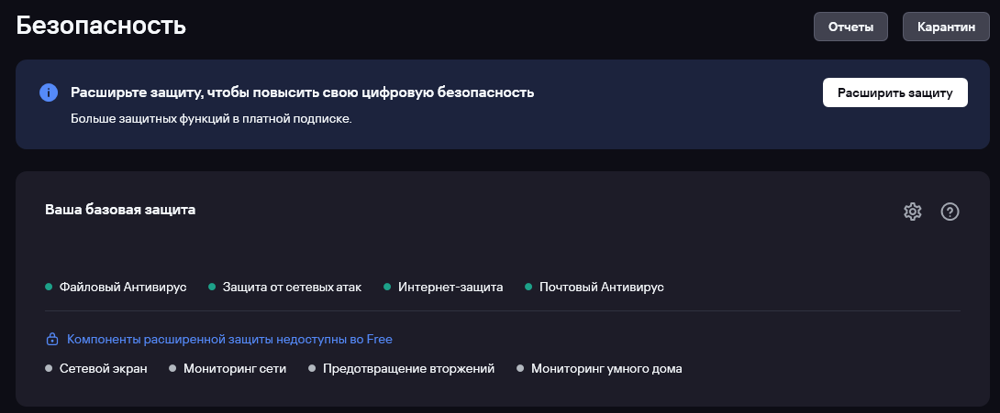 Безопасность
Отчеты
Карантин
Расширьте защиту, чтобы повысить свою цифровую безопасность
Расширить защиту
Больше защитных функций в платной подписке.
Ваша базовая защита
Файловый Антивирус Защита от сетевых атак Интернет-защита Почтовый Антивирус
Компоненты расширенной защиты недоступны во Free
Сетевой экран Мониторинг сети Предотвращение вторжений Мониторинг умного дома